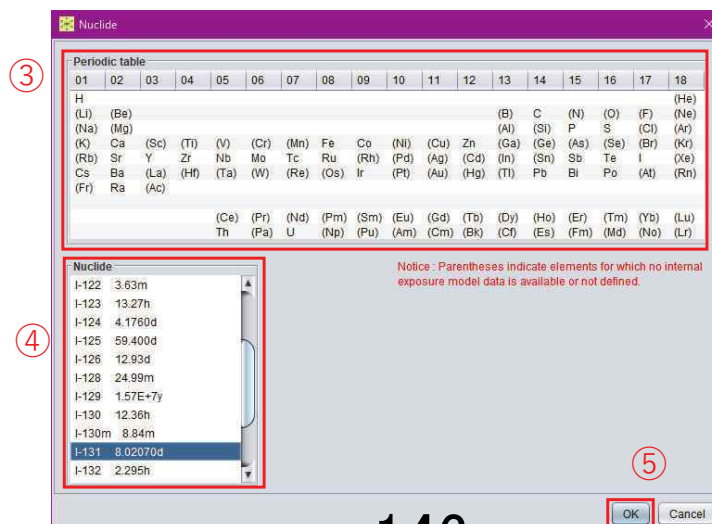 Nuclide
③
Periodic table
01 02 03 04 05 06 07 08 09 10 11 12 13 14 15 16 17 18
H (He)
(Li) (Be) (B) C (N) (O) (F) (Ne)
(Na) (Mg) (Al) (Si) P S (Cl) (Ar)
(K) Ca (Sc) (Ti) (V) (Cr) (Mn) Fe Co (Ni) (Cu) Zn (Ga) (Ge) (As) (Se) (Br) (Kr)
(Rb) Sr Y Zr Nb Mo Tc Ru (Rh) (Pd) (Ag) (Cd) (In) (Sn) Sb Te I (Xe)
Cs Ba (La) (Hf) (Ta) (W) (Re) (Os) Ir (Pt) (Au) (Hg) (Tl) Pb Bi Po (At) (Rn)
(Fr) Ra (Ac)
(Ce) (Pr) (Nd) (Pm) (Sm) (Eu) (Gd) (Tb) (Dy) (Ho) (Er) (Tm) (Yb) (Lu)
Th (Pa) U (Np) (Pu) (Am) (Cm) (Bk) (Cf) (Es) (Fm) (Md) (No) (Lr)
④
Nuclide
I-122 3.63m
I-123 13.27h
I-124 4.1760d
I-125 59.400d
I-126 12.93d
I-128 24.99m
I-129 1.57E+7y
I-130 12.36h
I-130m 8.84m
I-131 8.02070d
I-132 2.295h
Notice : Parentheses indicate elements for which no internal
exposure model data is available or not defined.
⑤
OK Cancel